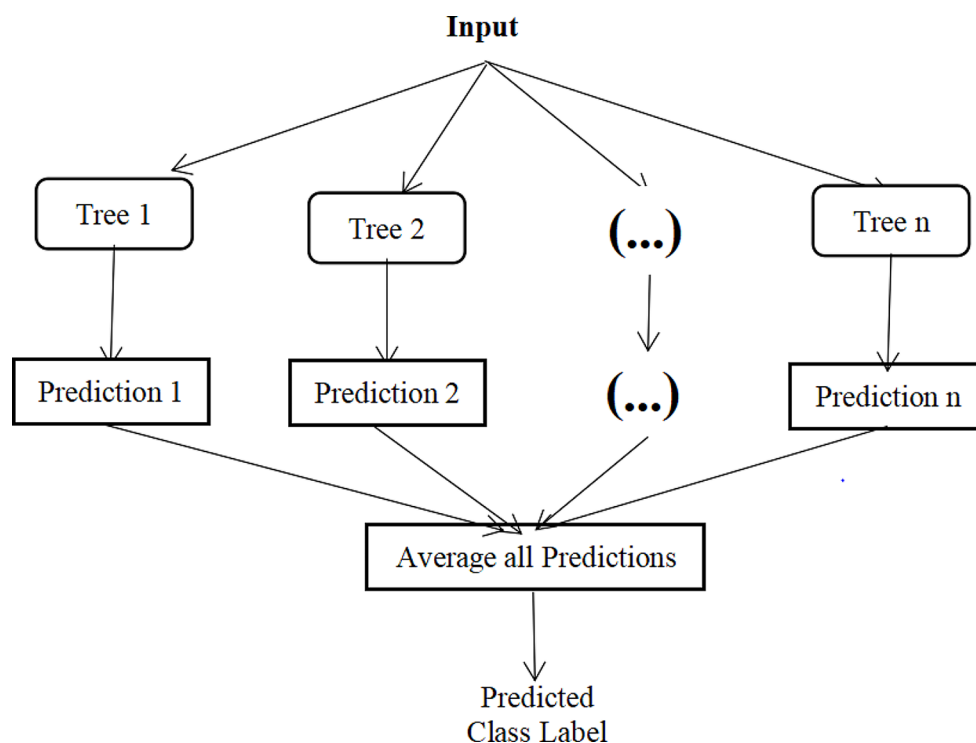 Input
Tree 1
Tree 2
(...)
Tree n
Prediction 1
Prediction 2
(...)
Prediction n
Average all Predictions
Predicted
Class Label